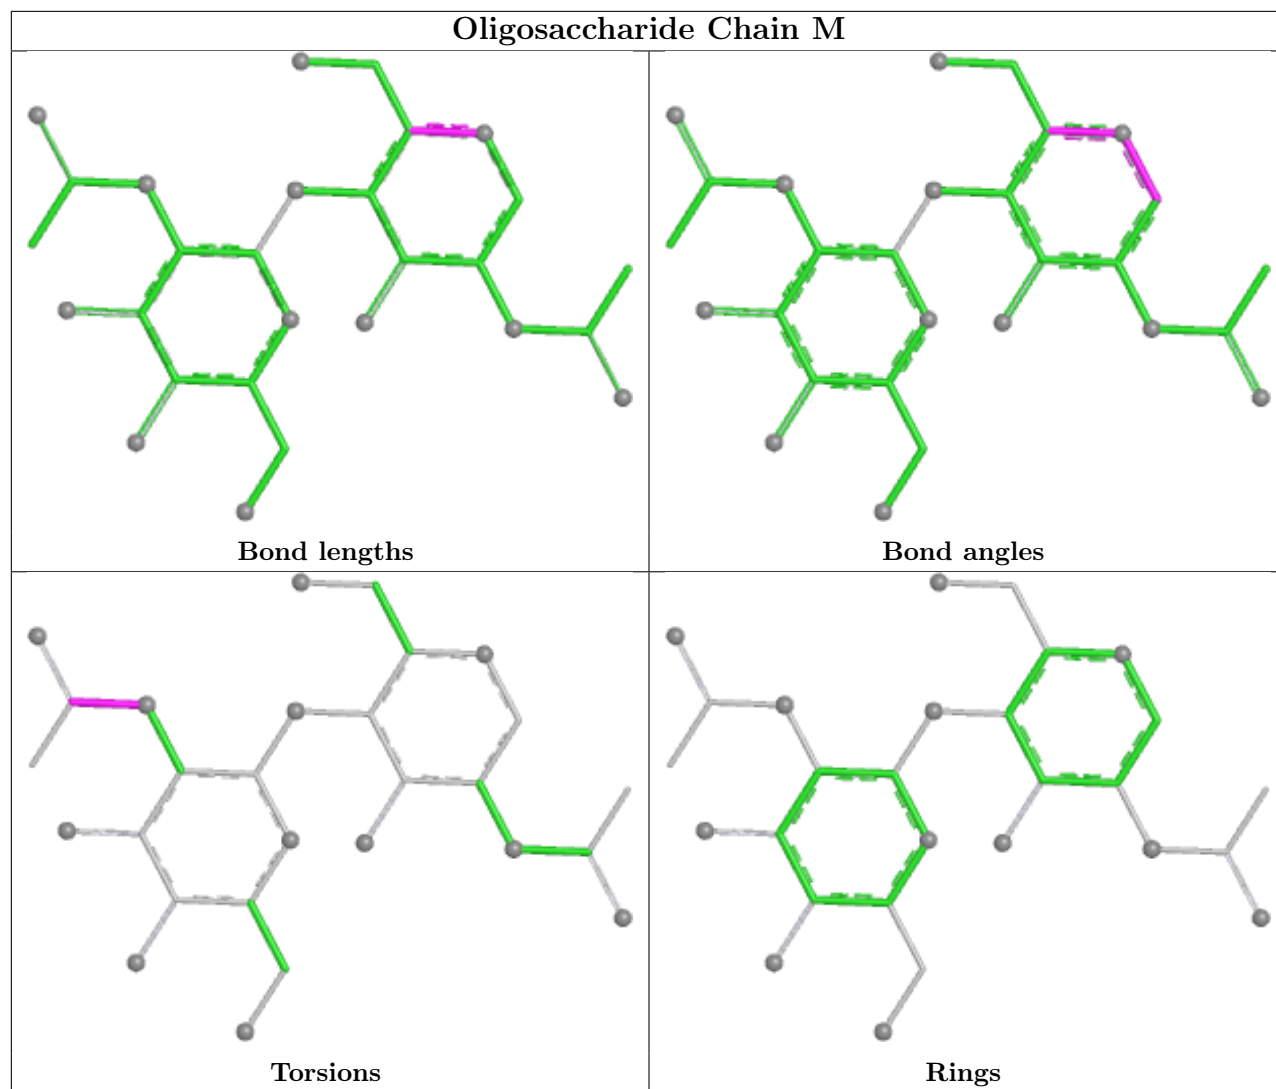 Oligosaccharide Chain M
Bond lengths
Bond angles
Torsions
Rings